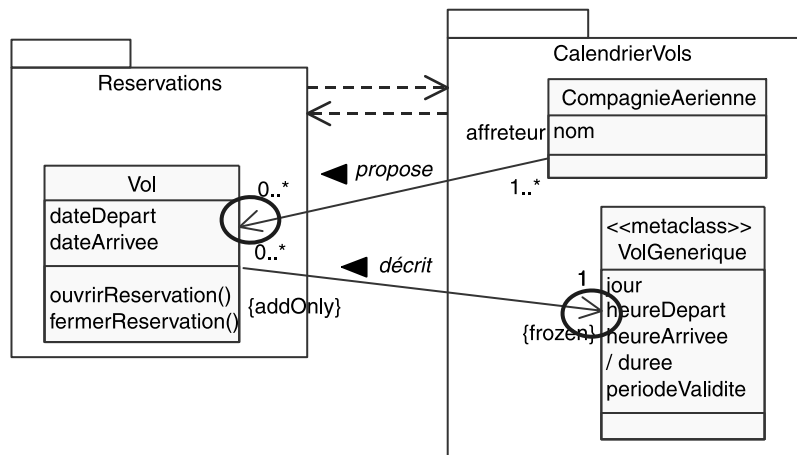 Reservations
CalendrierVols
CompagnieAerienne
affreteur
nom
◄ propose
0..*
1..*
Vol
dateDepart
dateArrivee
ouvrirReservation()
fermerReservation()
0..*
◄ décrit
{addOnly}
1
{frozen}
<<metaclass>>
VolGenerique
jour
heureDepart
heureArrivee
/ duree
periodeValidite